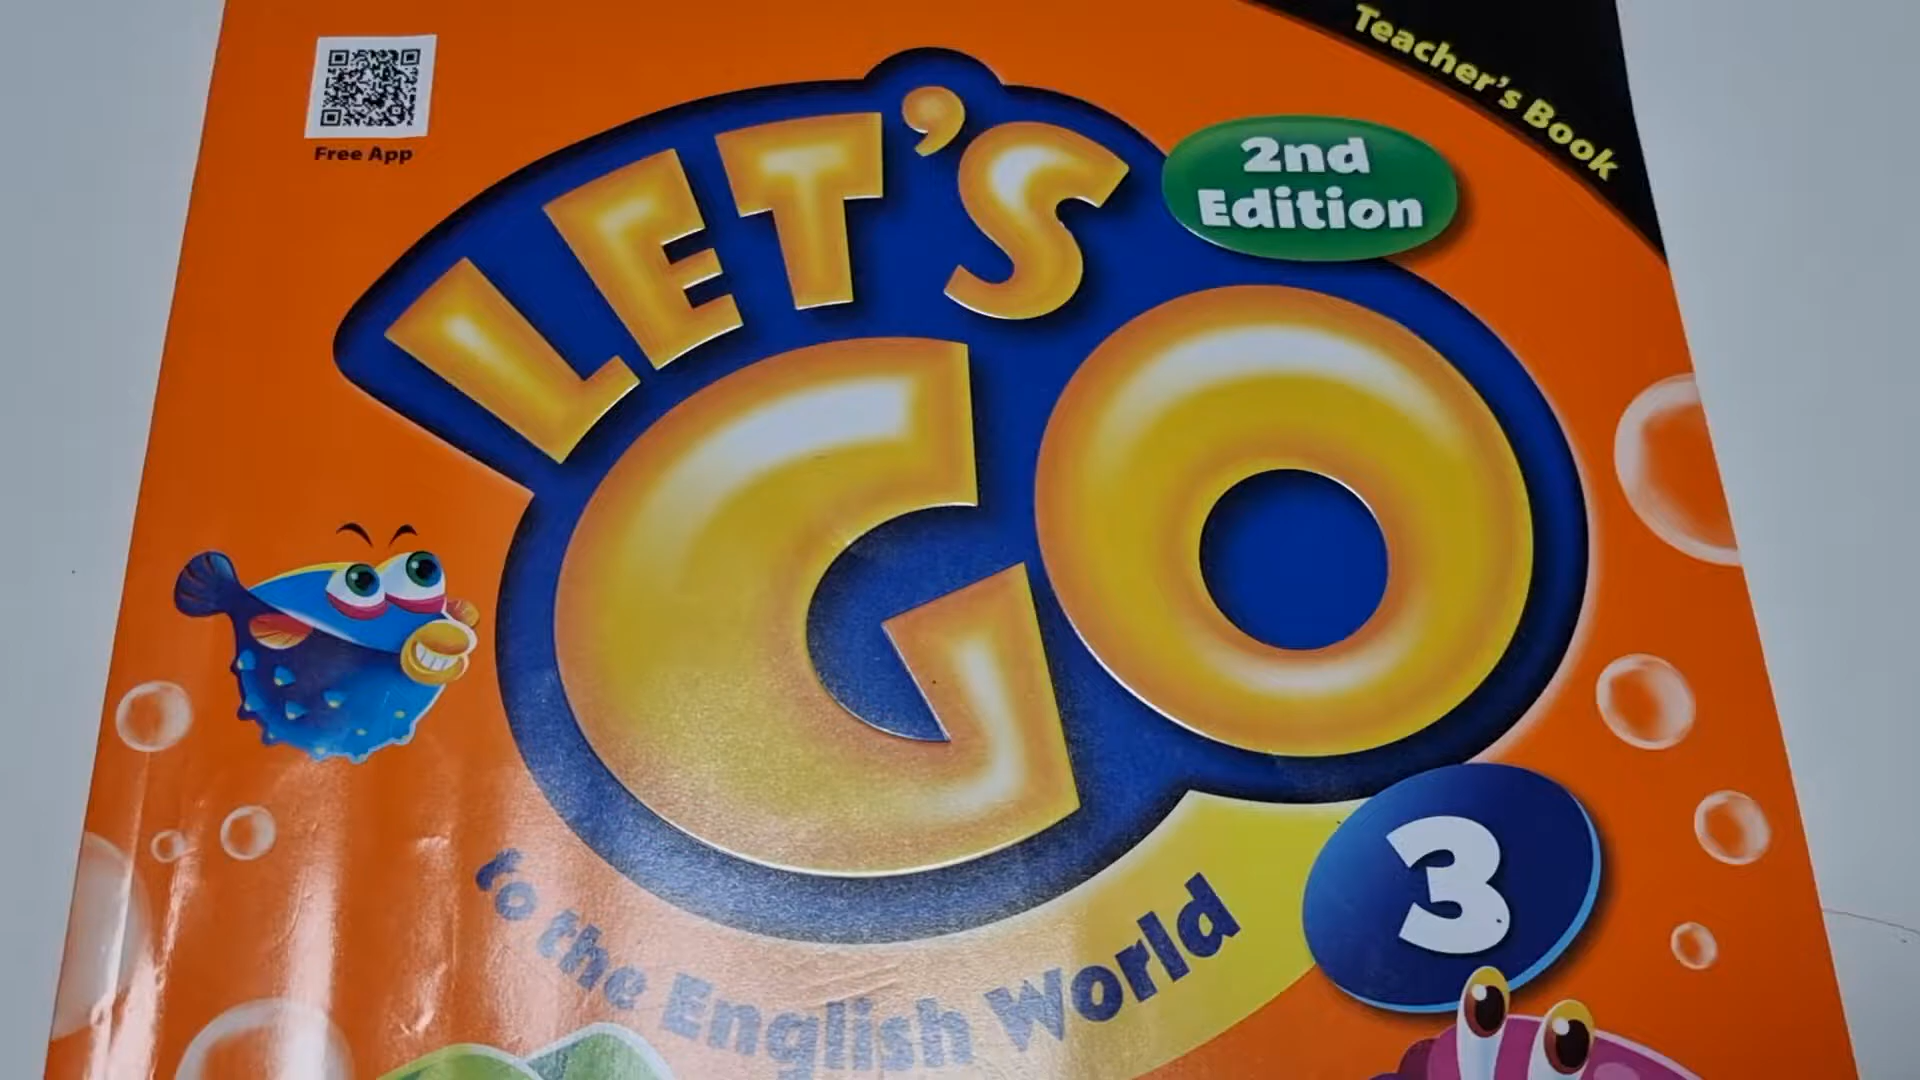 Free App
Teacher's Book
LET'S
GO
2nd
Edition
to the English World
3